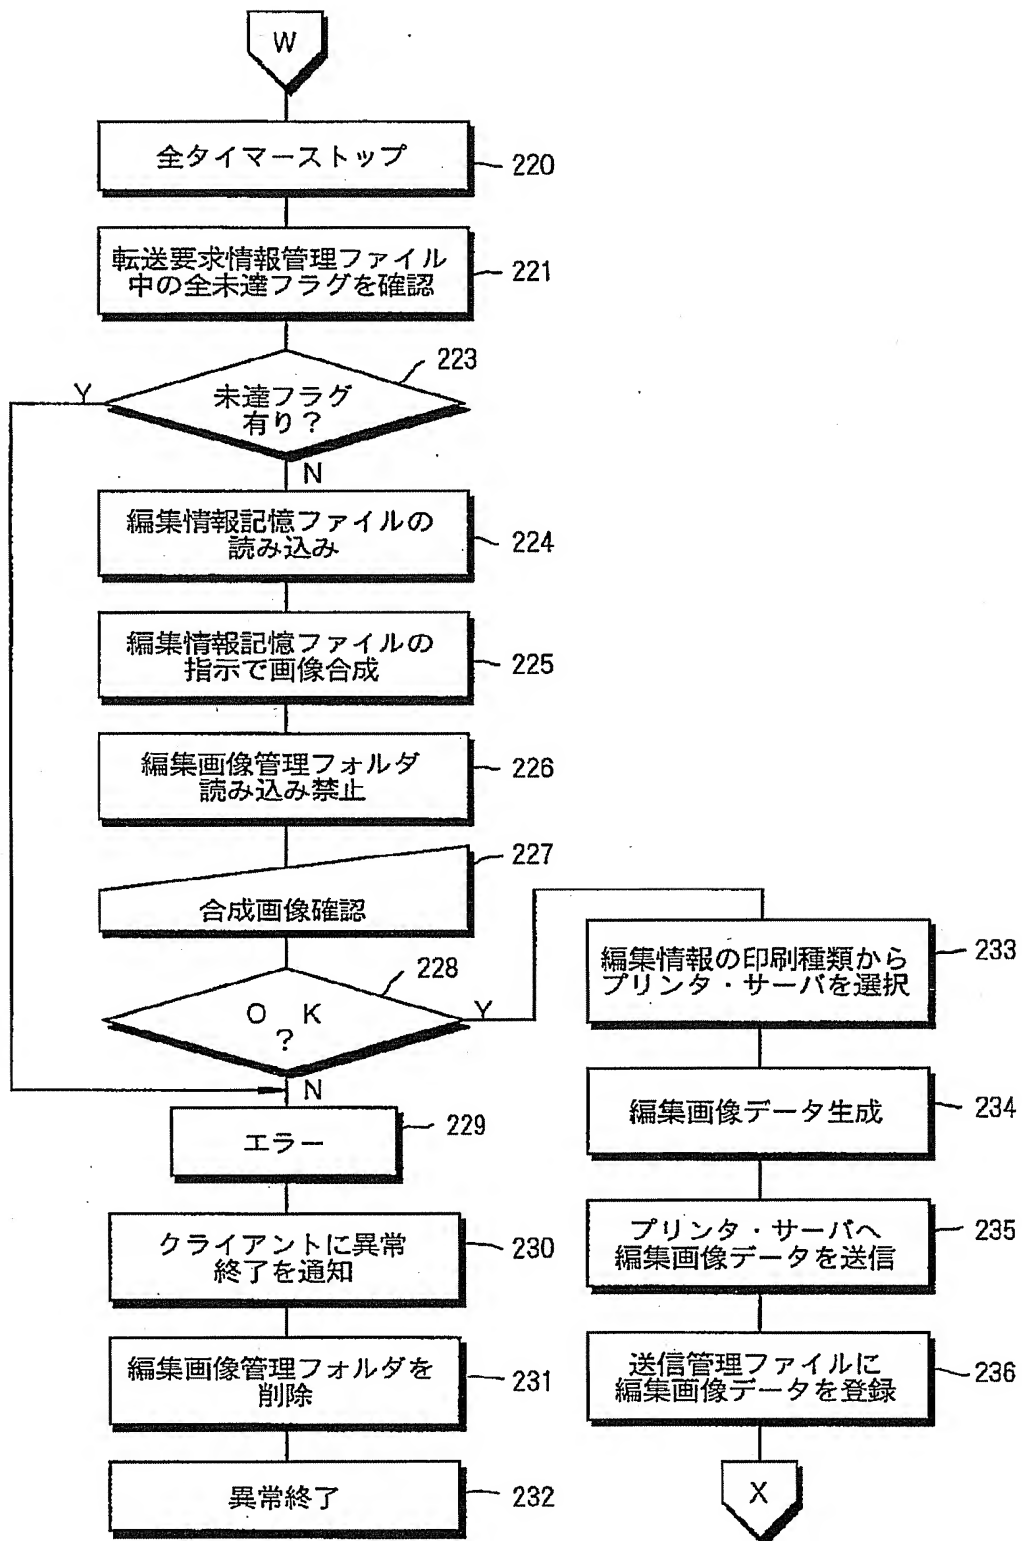 W
全タイマーストップ
220
転送要求情報管理ファイル
中の全未達フラグを確認
221
223
Y
未達フラグ
有り?
N
編集情報記憶ファイルの
読み込み
224
編集情報記憶ファイルの
指示で画像合成
225
編集画像管理フォルダ
読み込み禁止
226
227
合成画像確認
228
O K
?
Y
N
エラー
229
クライアントに異常
終了を通知
230
編集画像管理フォルダを
削除
231
異常終了
232
編集情報の印刷種類から
プリンタ・サーバを選択
233
編集画像データ生成
234
プリンタ・サーバへ
編集画像データを送信
235
送信管理ファイルに
編集画像データを登録
236
X